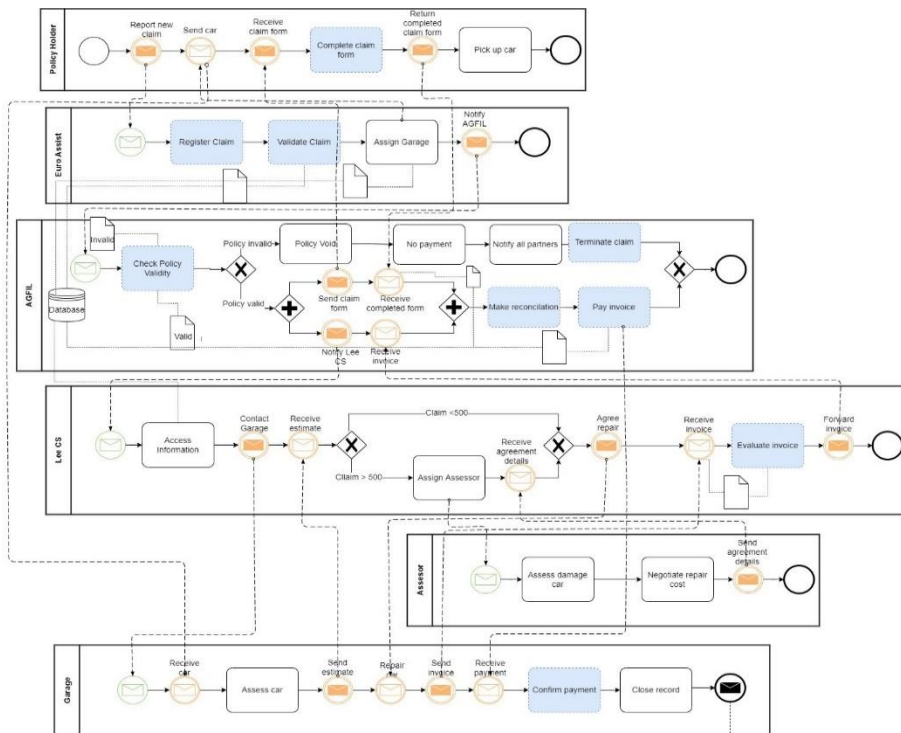 Policy Holder
Report new
claim
Send car
Receive
claim form
Complete claim
form
Return
completed
claim form
Pick up car
Euro Assist
Register Claim
Validate Claim
Assign Garage
Notify
AGFIL
AGFIL
Invalid
Check Policy
Validity
Database
Valid
Policy invalid
Policy valid
Policy Void
No payment
Notify all partners
Terminate claim
Send claim
form
Receive
completed form
Notify Lee
CS
Receive
invoice
Make reconciliation
Pay invoice
Lee CS
Access
Information
Contact
Garage
Receive
estimate
Claim <500
Cllaim > 500
Assign Assessor
Receive
agreement
details
Agree
repair
Receive
invoice
Evaluate invoice
Forward
invoice
Assesor
Assess damage
car
Negotiate repair
cost
Send
agreement
details
Garage
Receive
car
Assess car
Send
estimate
Repair
Send
invoice
Receive
payment
Confirm payment
Close record